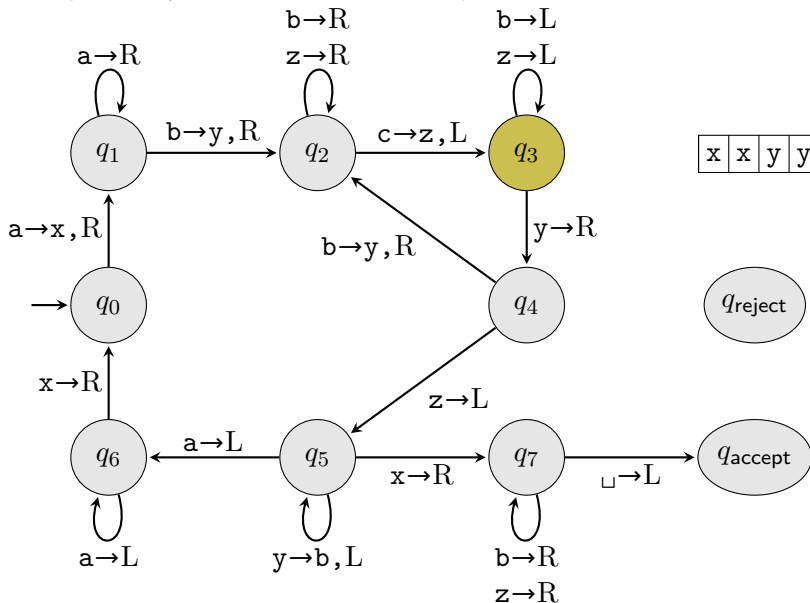 b→R
b→L
a→R
z→R
z→L
q1
b→y,R
q2
c→z,L
q3
x x y y
a→x,R
b→y,R
y→R
q0
q4
qreject
x→R
z→L
q6
a→L
q5
x→R
q7
␣→L
qaccept
a→L
y→b,L
b→R
z→R